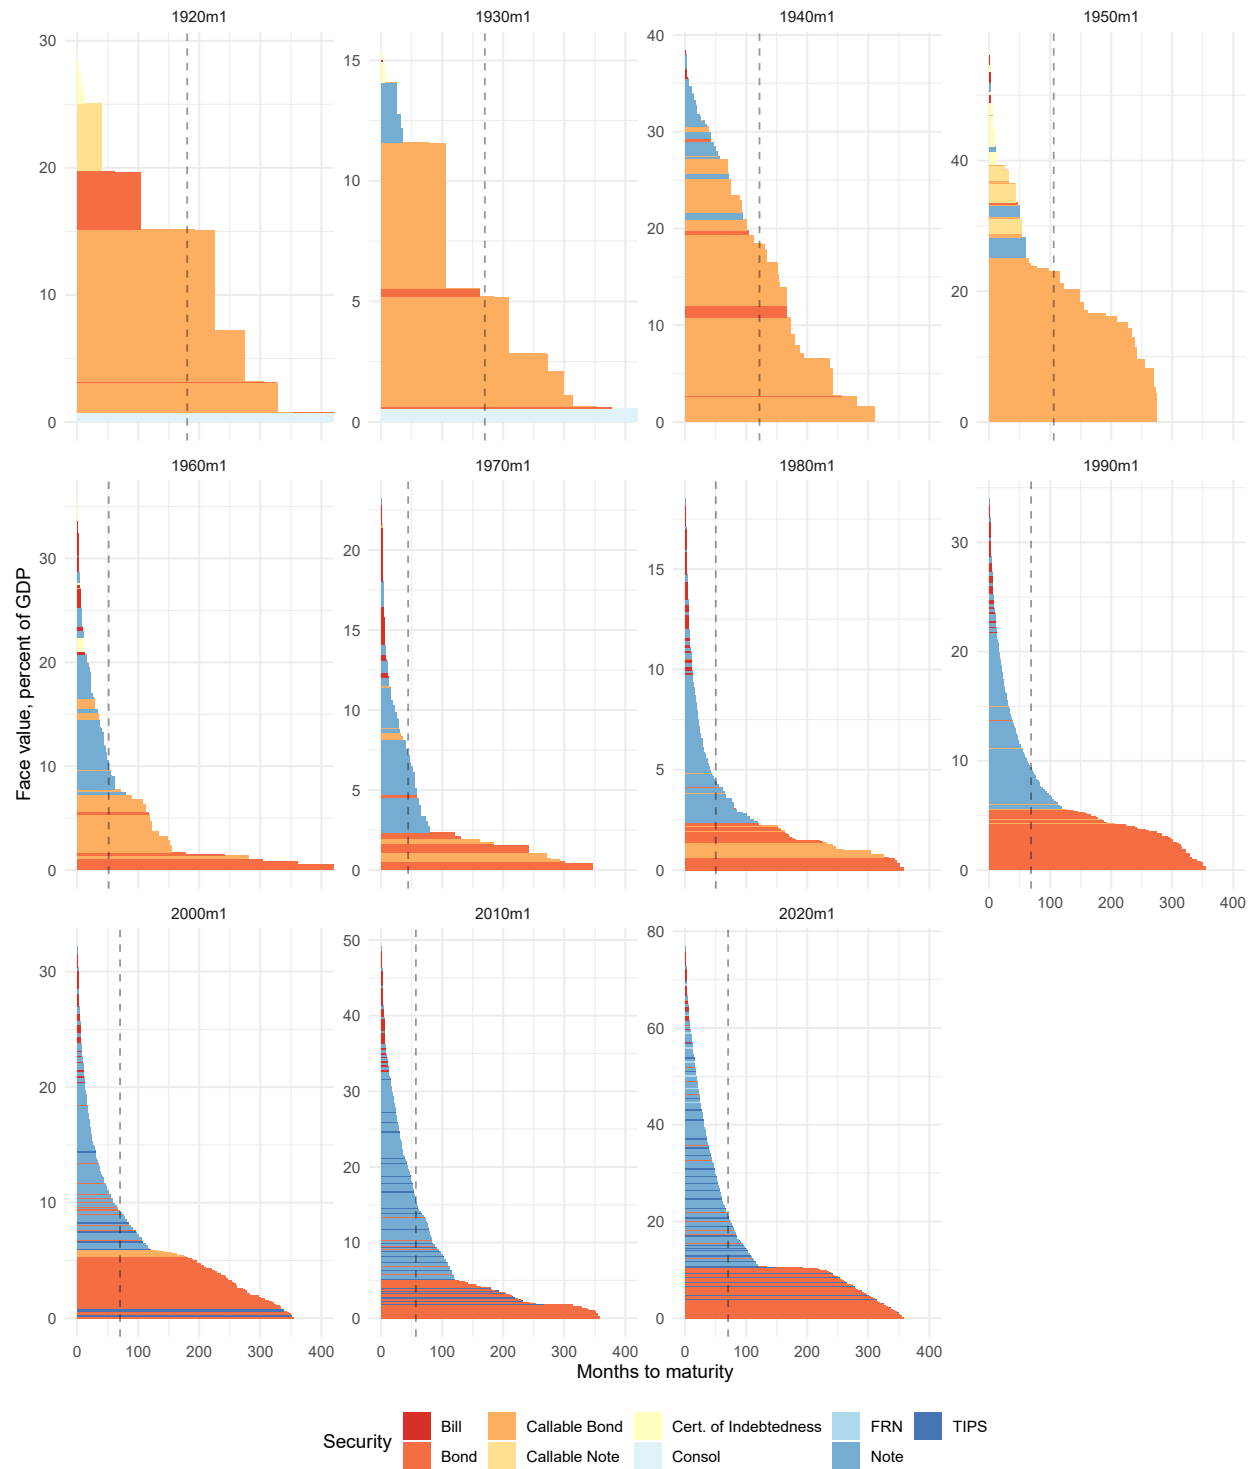 1920m1
1930m1
1940m1
1950m1
30
20
10
0
15
10
5
0
40
30
20
10
0
40
20
0
1960m1
1970m1
1980m1
1990m1
30
20
10
0
20
15
10
5
0
15
10
5
0
30
20
10
0
0 100 200 300 400
Face value, percent of GDP
2000m1
2010m1
2020m1
30
20
10
0
50
40
30
20
10
0
80
60
40
20
0
0 100 200 300 400
0 100 200 300 400
0 100 200 300 400
Months to maturity
Security
Bill
Callable Bond
Cert. of Indebtedness
FRN
TIPS
Bond
Callable Note
Consol
Note